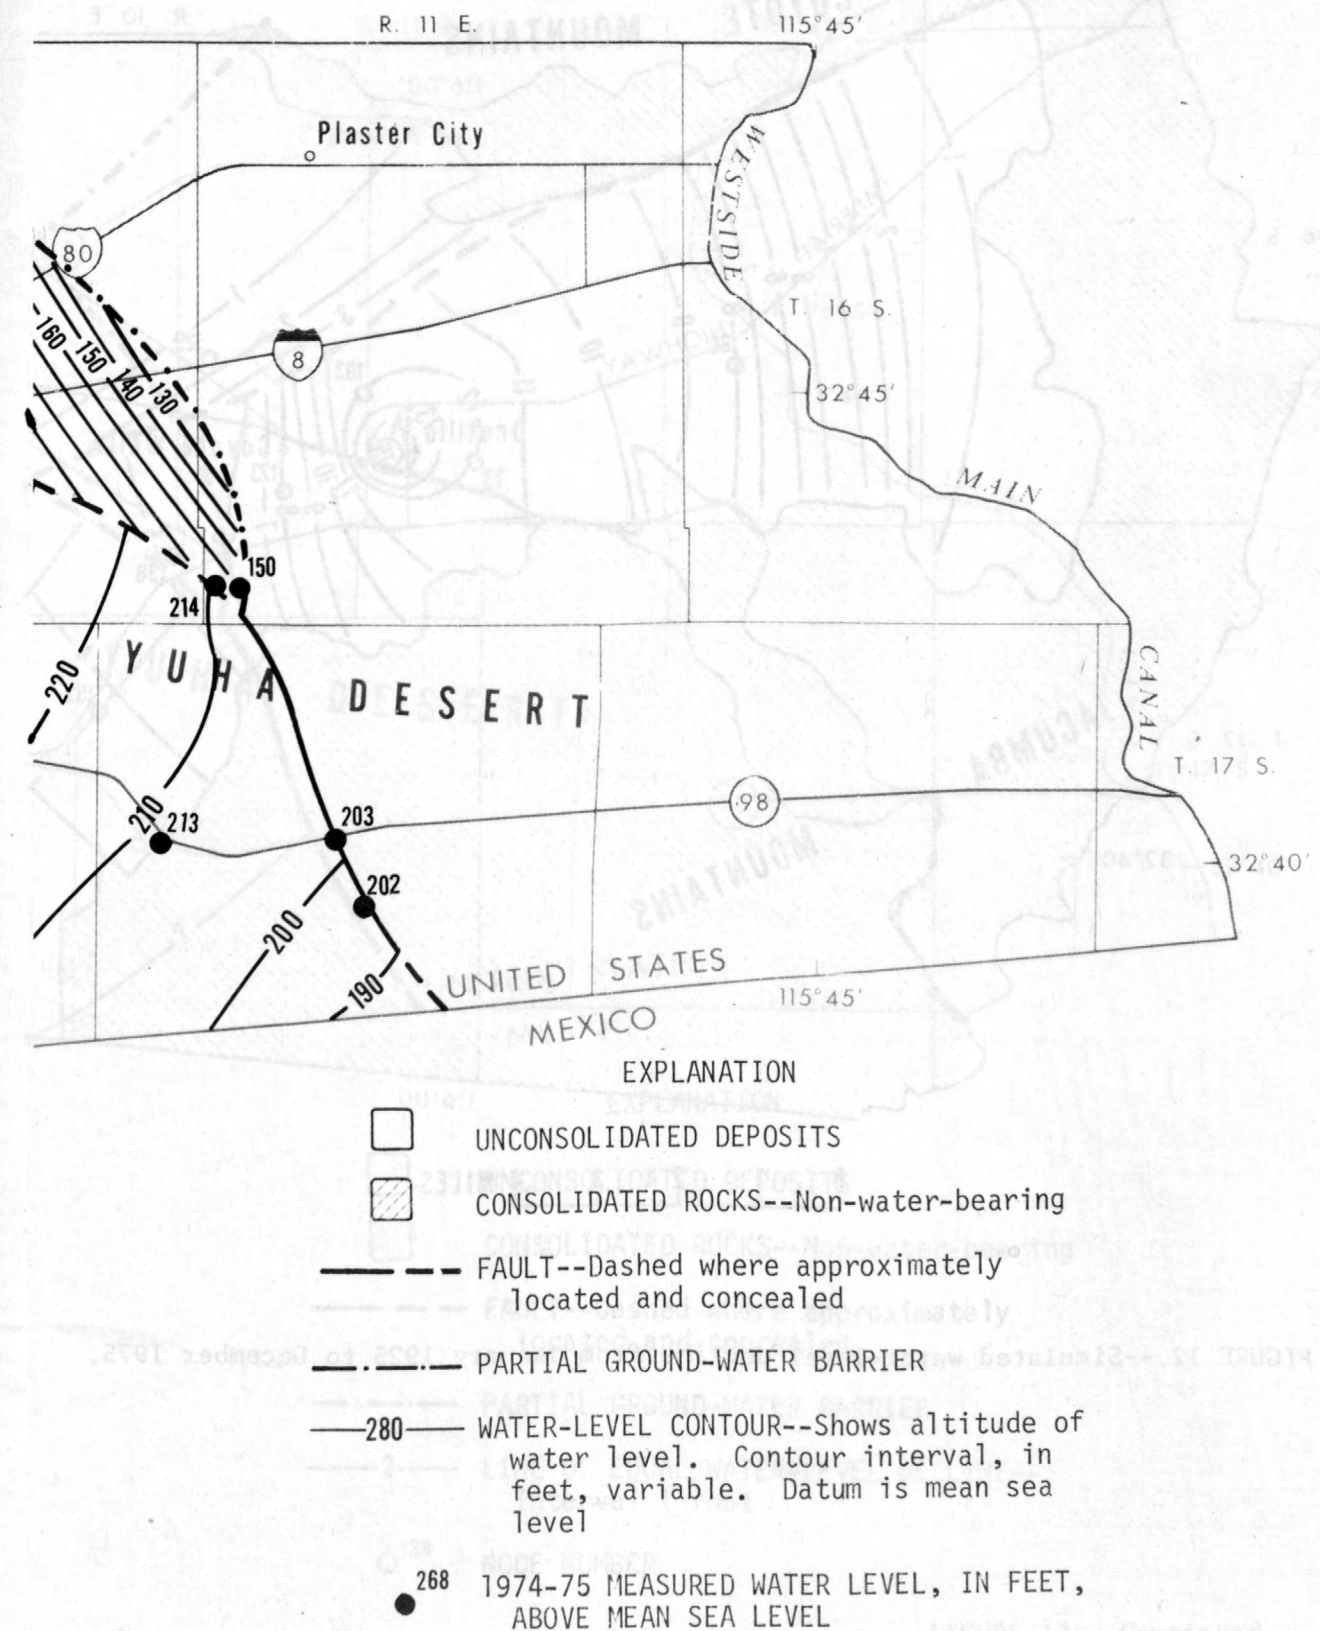 R. 11 E.
115°45'
Plaster City
WESTSIDE
80
T. 16 S.
8
160
150
140
130
32°45'
MAIN
150
214
YUHA DESERT
220
CANAL
T. 17 S.
98
210
213
203
32°40'
202
200
190
UNITED STATES
115°45'
MEXICO
EXPLANATION
UNCONSOLIDATED DEPOSITS
CONSOLIDATED ROCKS--Non-water-bearing
FAULT--Dashed where approximately
located and concealed
PARTIAL GROUND-WATER BARRIER
280 WATER-LEVEL CONTOUR--Shows altitude of
water level. Contour interval, in
feet, variable. Datum is mean sea
level
268 1974-75 MEASURED WATER LEVEL, IN FEET,
ABOVE MEAN SEA LEVEL